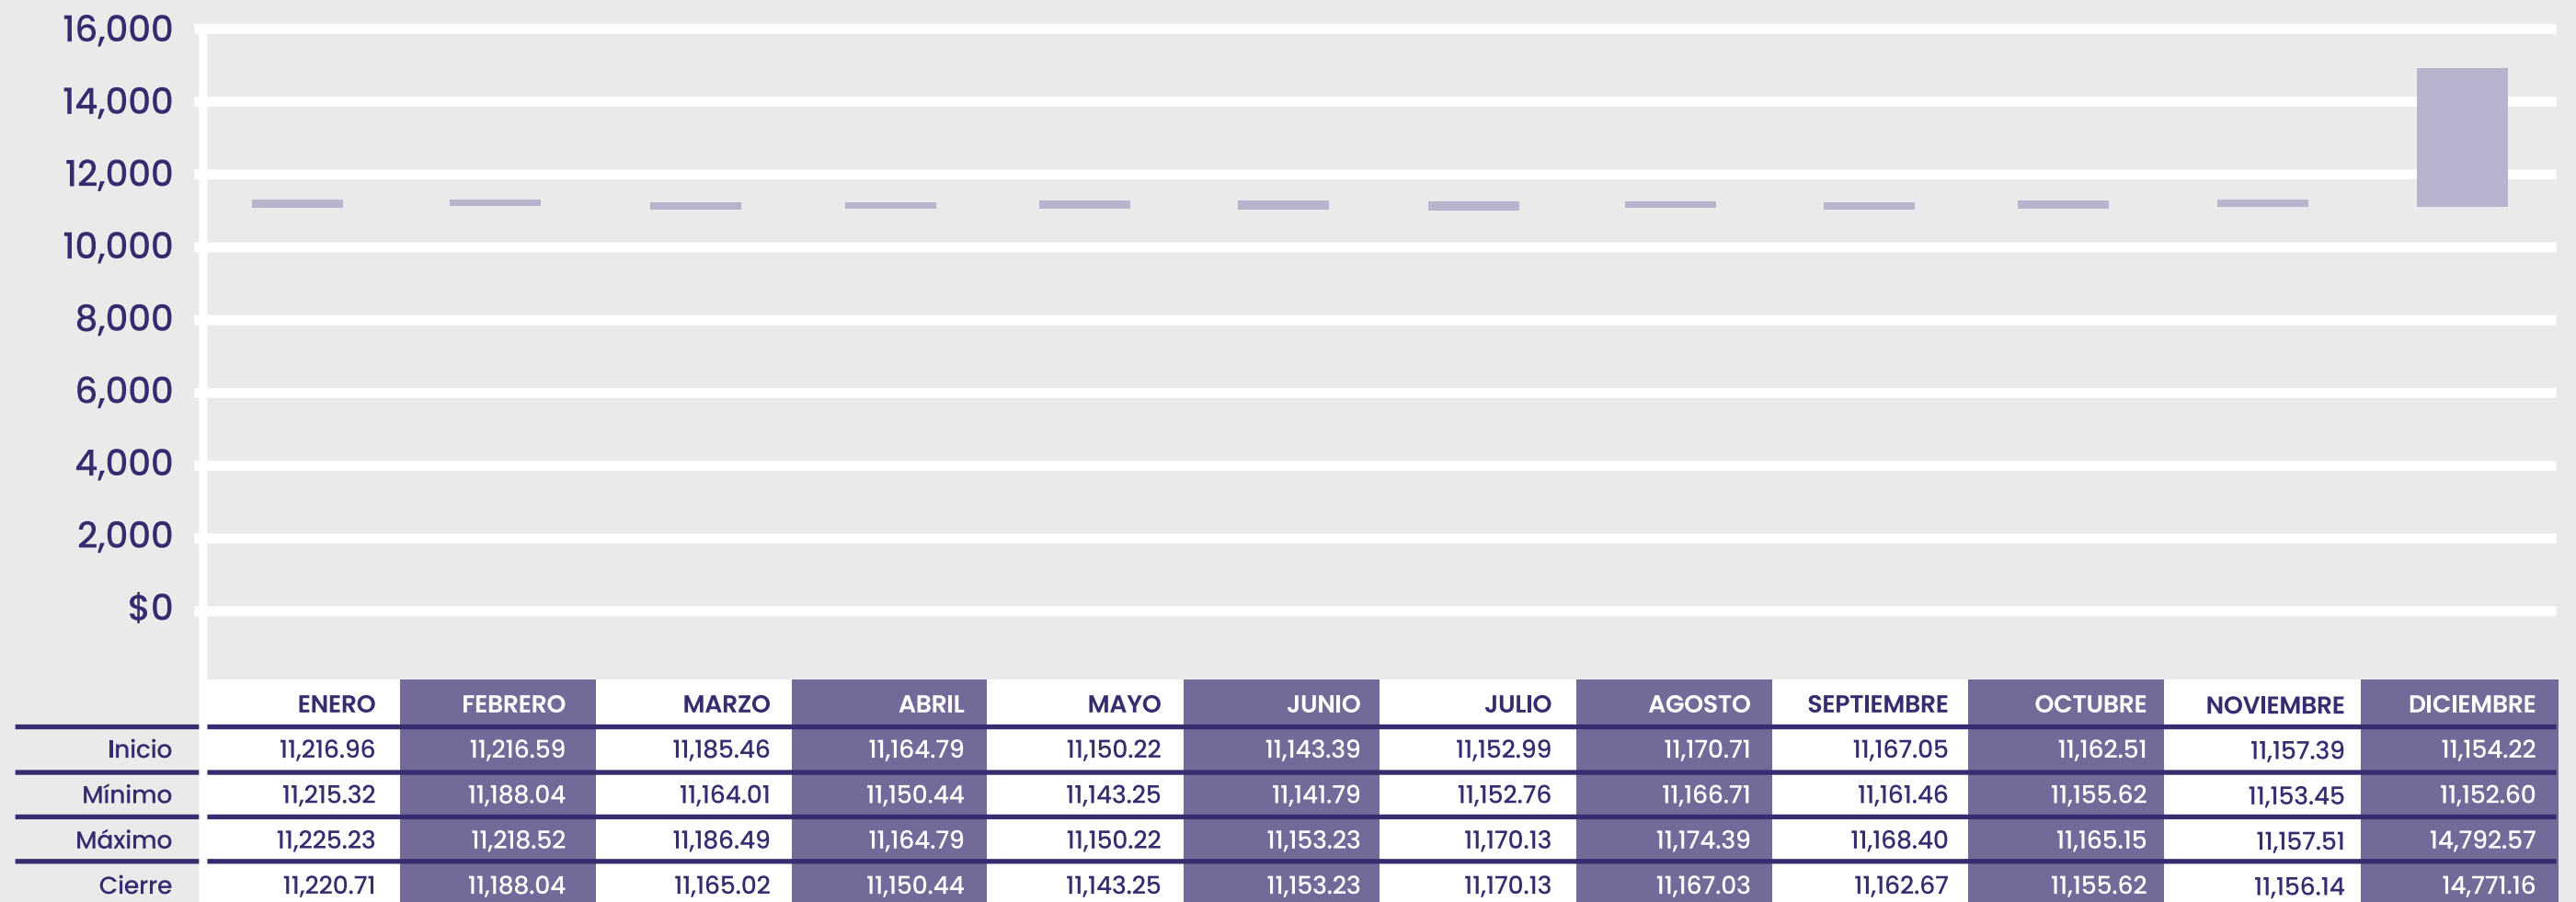 16,000
14,000
12,000
10,000
8,000
6,000
4,000
2,000
$0
ENERO FEBRERO MARZO ABRIL MAYO JUNIO JULIO AGOSTO SEPTIEMBRE OCTUBRE NOVIEMBRE DICIEMBRE
Inicio 11,216.96 11,216.59 11,185.46 11,164.79 11,150.22 11,143.39 11,152.99 11,170.71 11,167.05 11,162.51 11,157.39 11,154.22
Mínimo 11,215.32 11,188.04 11,164.01 11,150.44 11,143.25 11,141.79 11,152.76 11,166.71 11,161.46 11,155.62 11,153.45 11,152.60
Máximo 11,225.23 11,218.52 11,186.49 11,164.79 11,150.22 11,153.23 11,170.13 11,174.39 11,168.40 11,165.15 11,157.51 14,792.57
Cierre 11,220.71 11,188.04 11,165.02 11,150.44 11,143.25 11,153.23 11,170.13 11,167.03 11,162.67 11,155.62 11,156.14 14,771.16